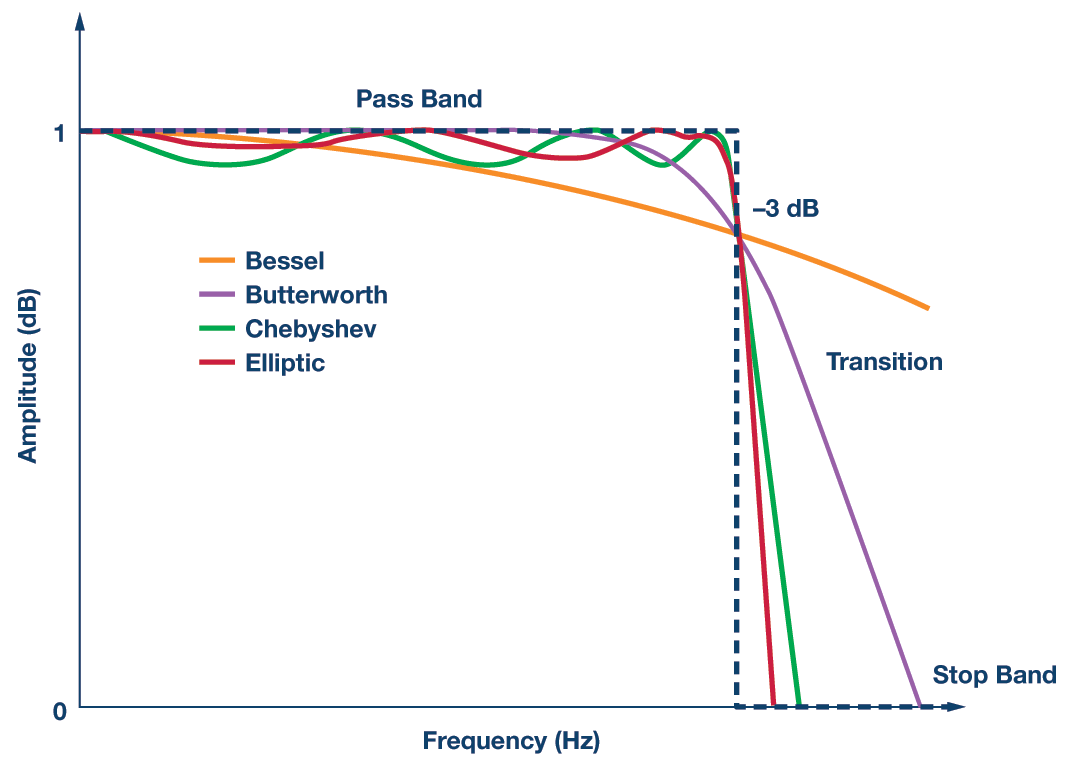 Pass Band
1
–3 dB
Bessel
Butterworth
Chebyshev
Elliptic
Amplitude (dB)
Transition
Stop Band
0
Frequency (Hz)